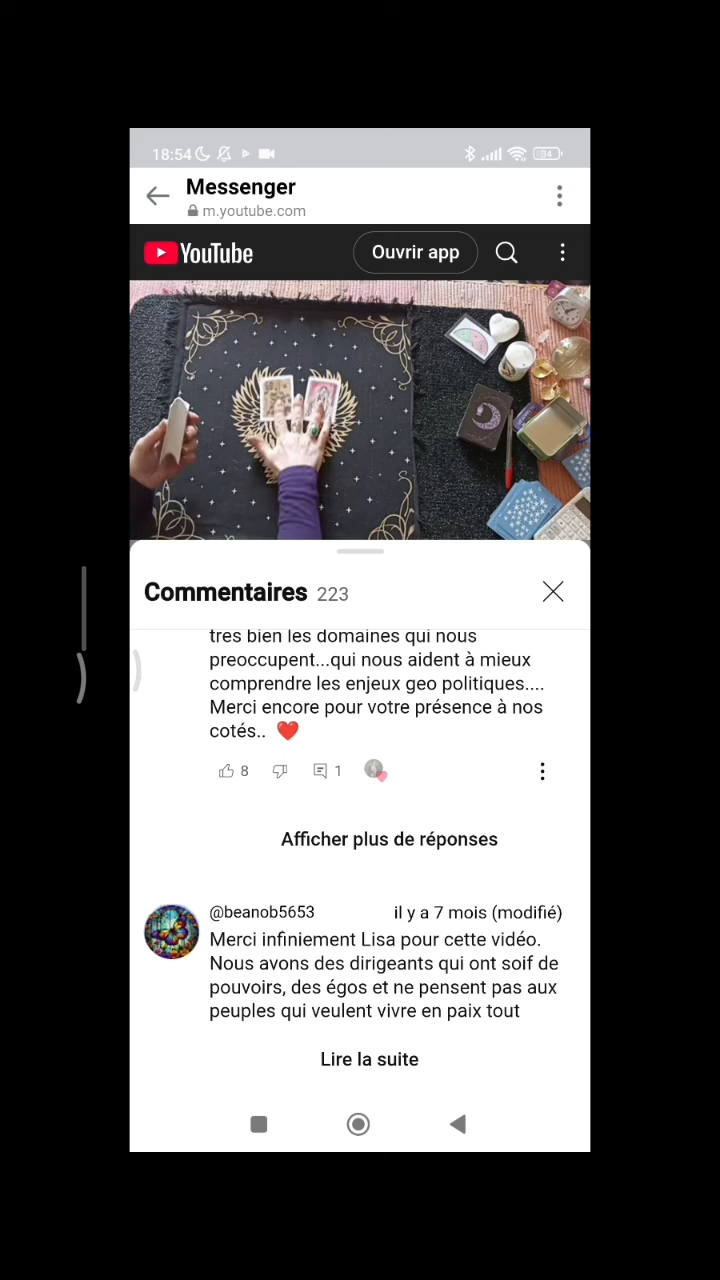 18:54
34
Messenger
m.youtube.com
YouTube
Ouvrir app
Commentaires 223
tres bien les domaines qui nous
preoccupent...qui nous aident à mieux
comprendre les enjeux geo politiques....
Merci encore pour votre présence à nos
cotés.. ❤️
8
1
Afficher plus de réponses
@beanob5653
il y a 7 mois (modifié)
Merci infiniement Lisa pour cette vidéo.
Nous avons des dirigeants qui ont soif de
pouvoirs, des égos et ne pensent pas aux
peuples qui veulent vivre en paix tout
Lire la suite